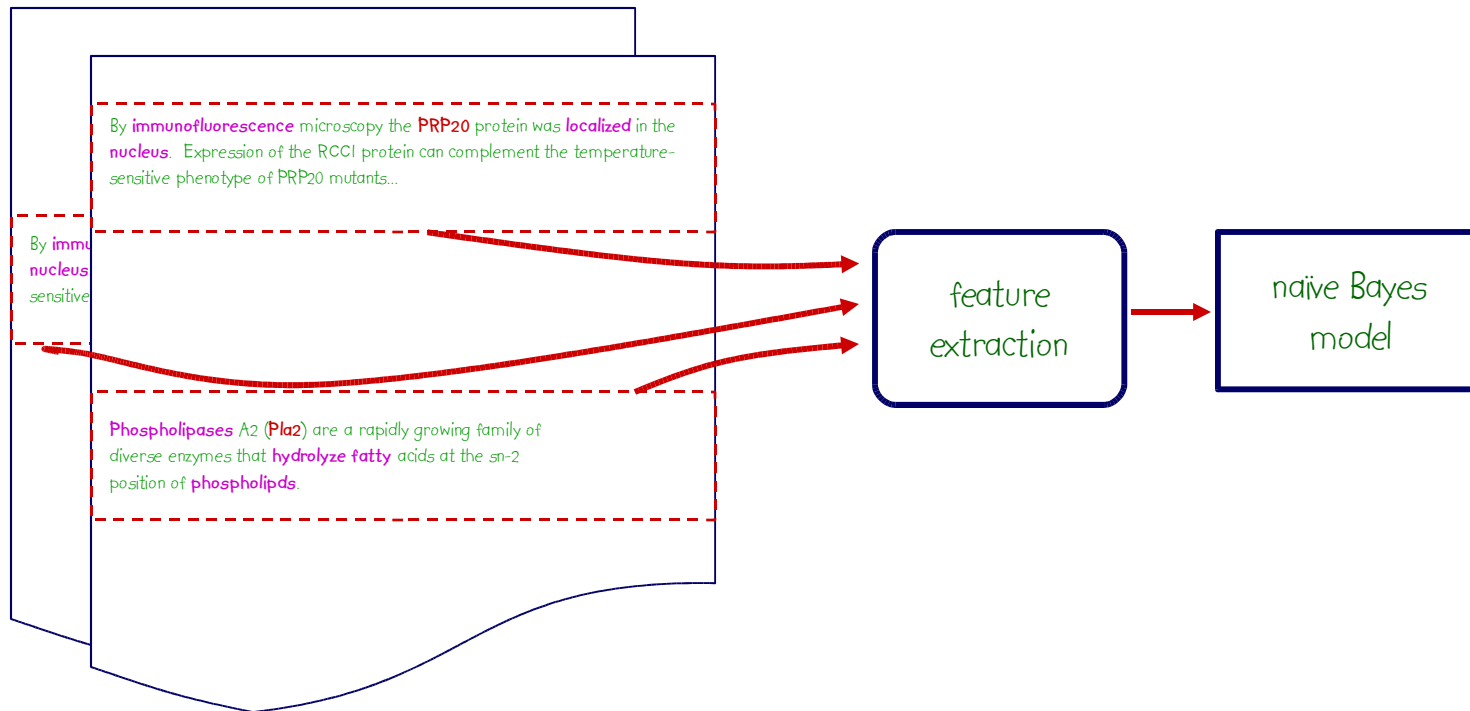 By immunofluorescence microscopy the PRP20 protein was localized in the
nucleus. Expression of the RCC1 protein can complement the temperature-
sensitive phenotype of PRP20 mutants...
By immu
nucleus
sensitive
Phospholipases A2 (Pla2) are a rapidly growing family of
diverse enzymes that hydrolyze fatty acids at the sn-2
position of phospholipds.
feature
extraction
naïve Bayes
model